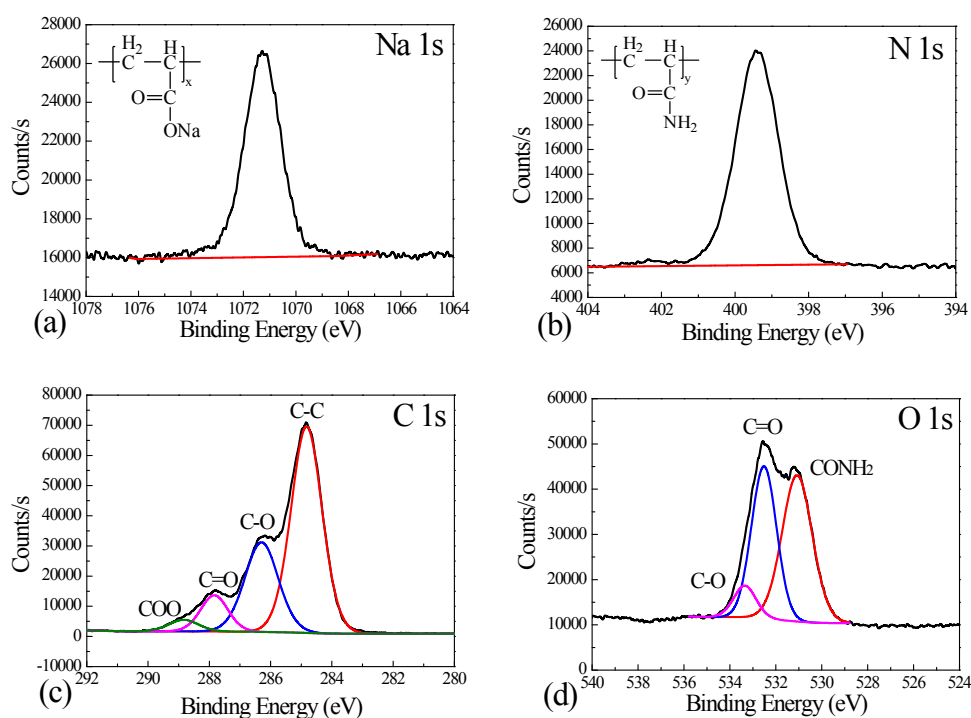 Na 1s
28000
26000
24000
22000
20000
18000
16000
14000
Counts/s
H2 H
C C
x
O C
ONa
1078 1076 1074 1072 1070 1068 1066 1064
Binding Energy (eV)
(a)
N 1s
26000
24000
22000
20000
18000
16000
14000
12000
10000
8000
6000
4000
Counts/s
H2 H
C C
y
O C
NH2
404 402 400 398 396 394
Binding Energy (eV)
(b)
C 1s
80000
70000
60000
50000
40000
30000
20000
10000
0
-10000
Counts/s
C-C
C-O
C=O
COO
292 290 288 286 284 282 280
Binding Energy (eV)
(c)
O 1s
60000
50000
40000
30000
20000
10000
0
Counts/s
C=O
CONH2
C-O
540 538 536 534 532 530 528 526 524
Binding Energy (eV)
(d)